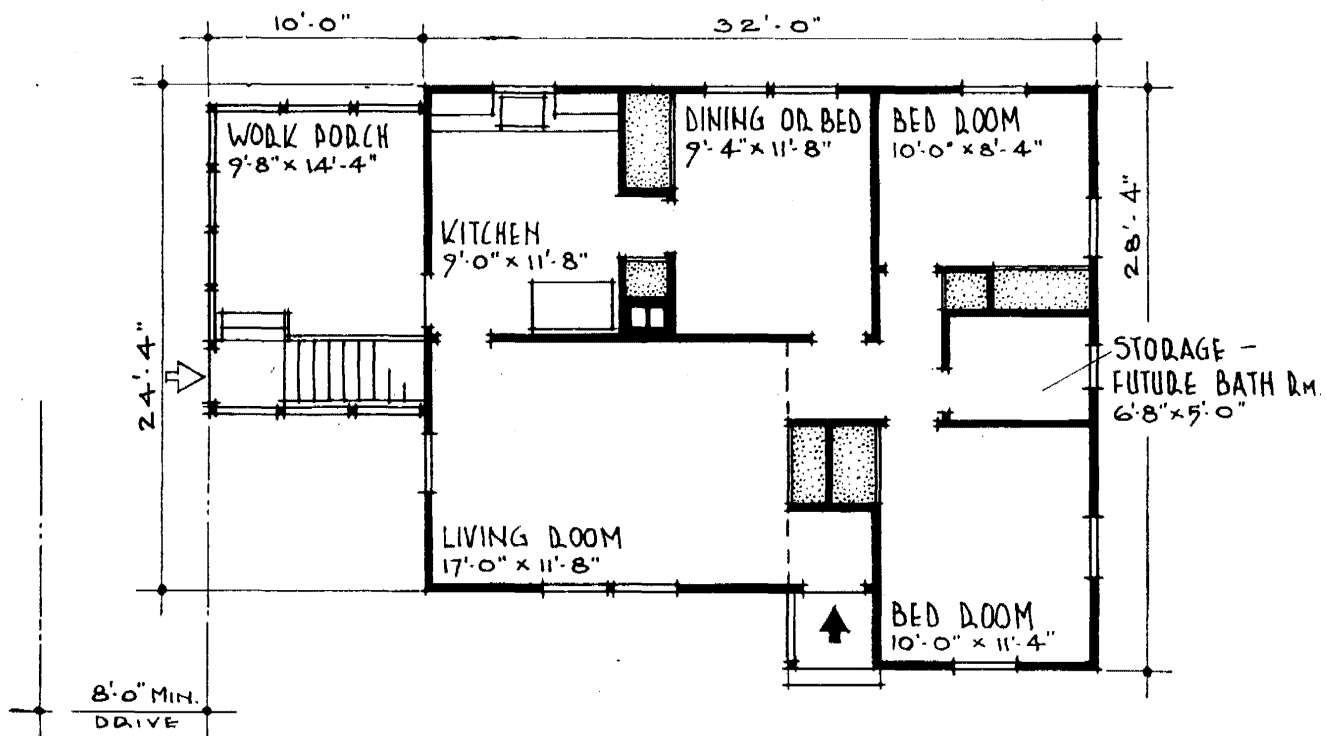 10'-0"
32'-0"
WORK PORCH
9'-8" x 14'-4"
DINING OR BED
9'-4" x 11'-8"
BED ROOM
10'-0" x 8'-4"
KITCHEN
9'-0" x 11'-8"
28'-4"
24'-4"
STORAGE -
FUTURE BATH RM.
6'-8" x 5'-0"
LIVING ROOM
17'-0" x 11'-8"
BED ROOM
10'-0" x 11'-4"
8'-0" MIN.
DRIVE